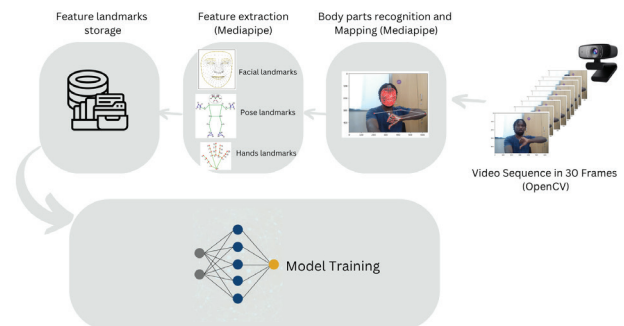 Feature landmarks
storage
Feature extraction
(Mediapipe)
Body parts recognition and
Mapping (Mediapipe)
Facial landmarks
Pose landmarks
Hands landmarks
Video Sequence in 30 Frames
(OpenCV)
Model Training